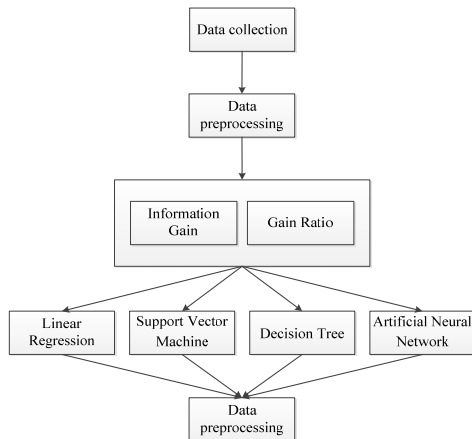 Data collection
Data
preprocessing
Information
Gain
Gain Ratio
Linear
Regression
Support Vector
Machine
Decision Tree
Artificial Neural
Network
Data
preprocessing